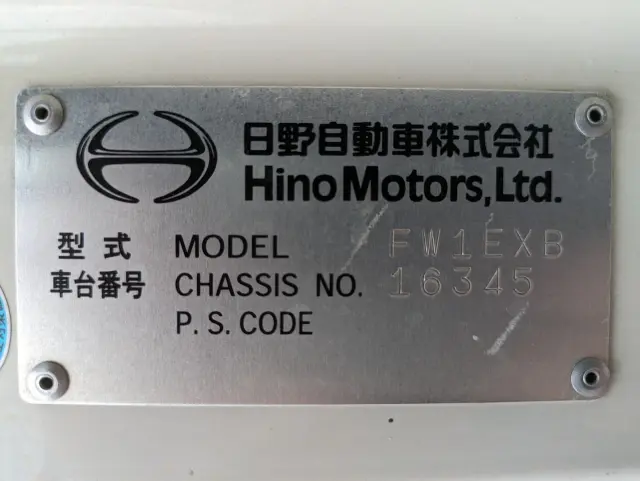 日野自動車株式会社
Hino Motors, Ltd.
型式 MODEL FW1EXB
車台番号 CHASSIS NO. 16345
P. S. CODE